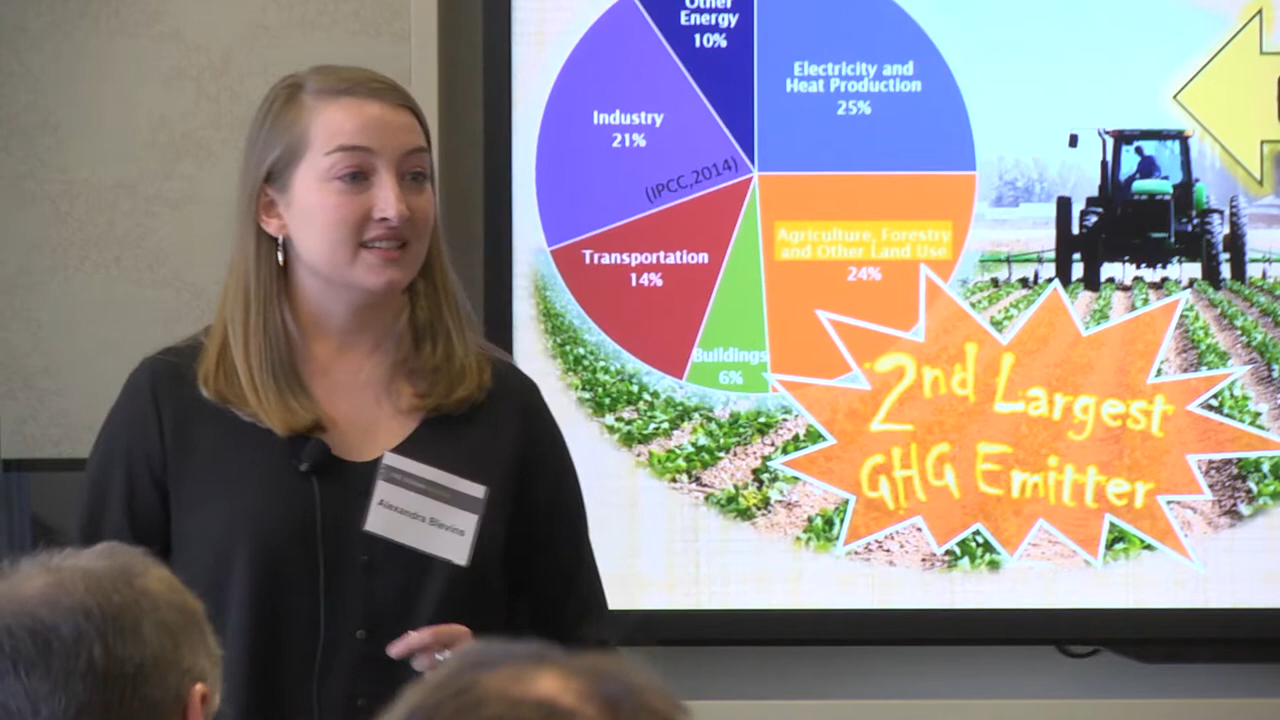 Other
Energy
10%
Electricity and
Heat Production
25%
Industry
21%
(IPCC,2014)
Transportation
14%
Agriculture, Forestry
and Other Land Use
24%
Buildings
6%
2nd Largest
GHG Emitter
Alexandra Blevins